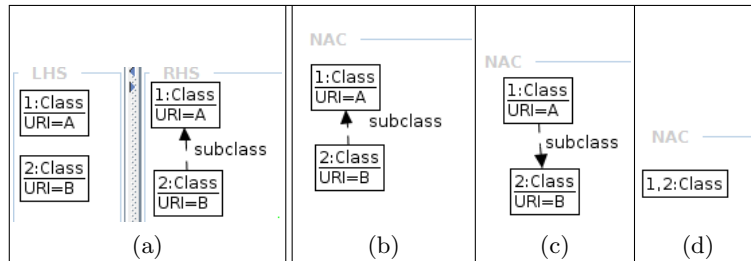 LHS
1:Class
URI=A
2:Class
URI=B
RHS
1:Class
URI=A
subclass
2:Class
URI=B
(a)
NAC
1:Class
URI=A
subclass
2:Class
URI=B
(b)
NAC
1:Class
URI=A
subclass
2:Class
URI=B
(c)
NAC
1,2:Class
(d)